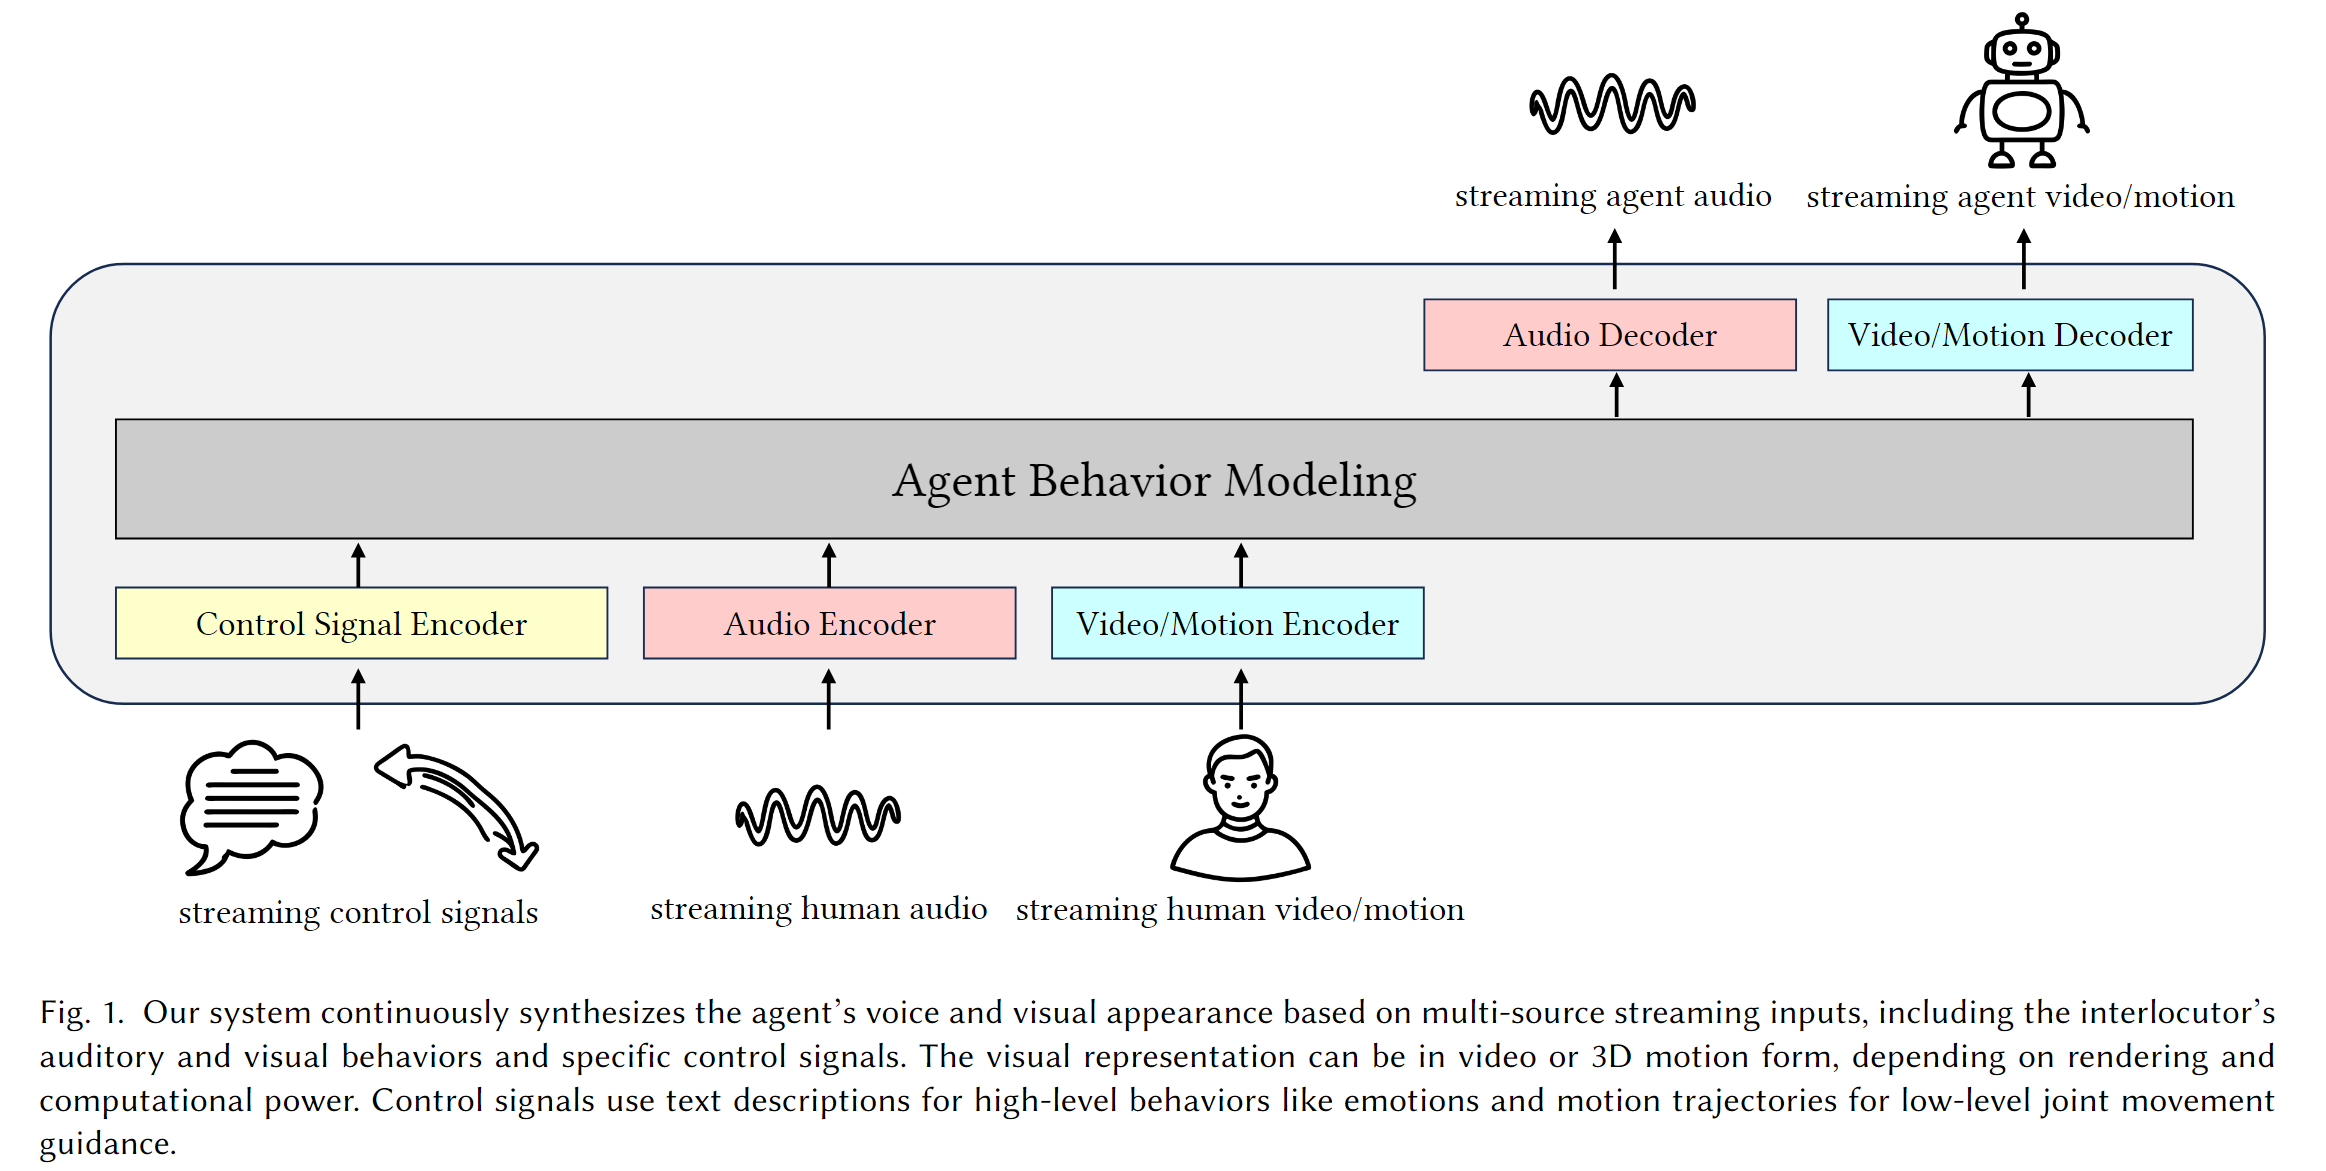 streaming agent audio
streaming agent video/motion
Audio Decoder
Video/Motion Decoder
Agent Behavior Modeling
Control Signal Encoder
Audio Encoder
Video/Motion Encoder
streaming control signals
streaming human audio
streaming human video/motion
Fig. 1. Our system continuously synthesizes the agent's voice and visual appearance based on multi-source streaming inputs, including the interlocutor's
auditory and visual behaviors and specific control signals. The visual representation can be in video or 3D motion form, depending on rendering and
computational power. Control signals use text descriptions for high-level behaviors like emotions and motion trajectories for low-level joint movement
guidance.